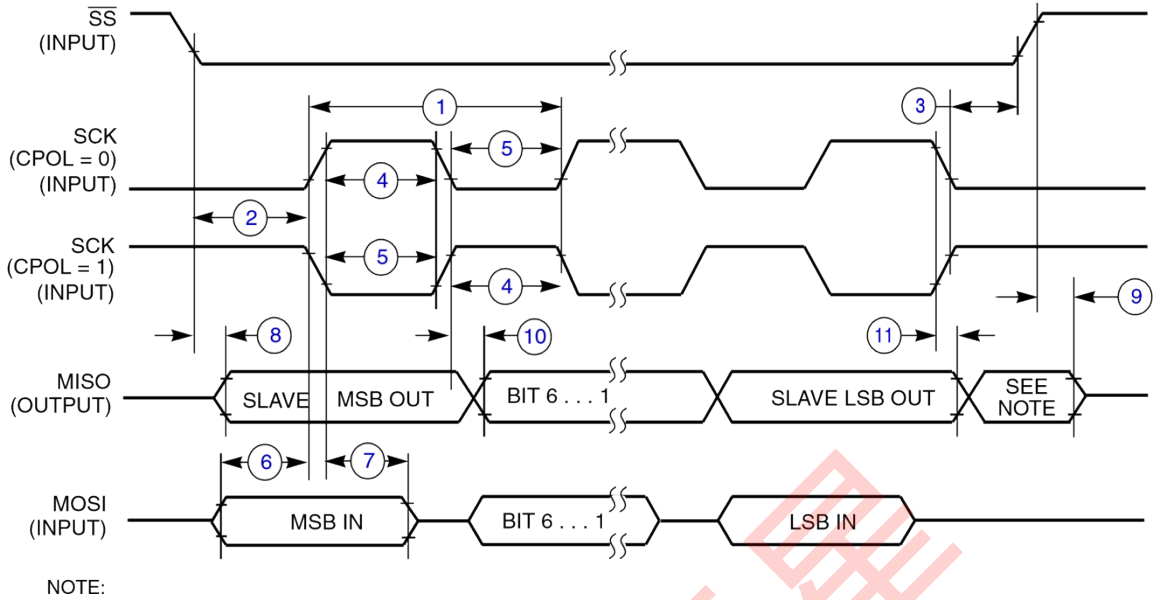 SS
(INPUT)
1
3
SCK
(CPOL = 0)
(INPUT)
5
4
2
SCK
(CPOL = 1)
(INPUT)
5
4
9
8
10
11
MISO
(OUTPUT)
SLAVE MSB OUT
BIT 6 . . . 1
SLAVE LSB OUT
SEE
NOTE
6
7
MOSI
(INPUT)
MSB IN
BIT 6 . . . 1
LSB IN
NOTE: